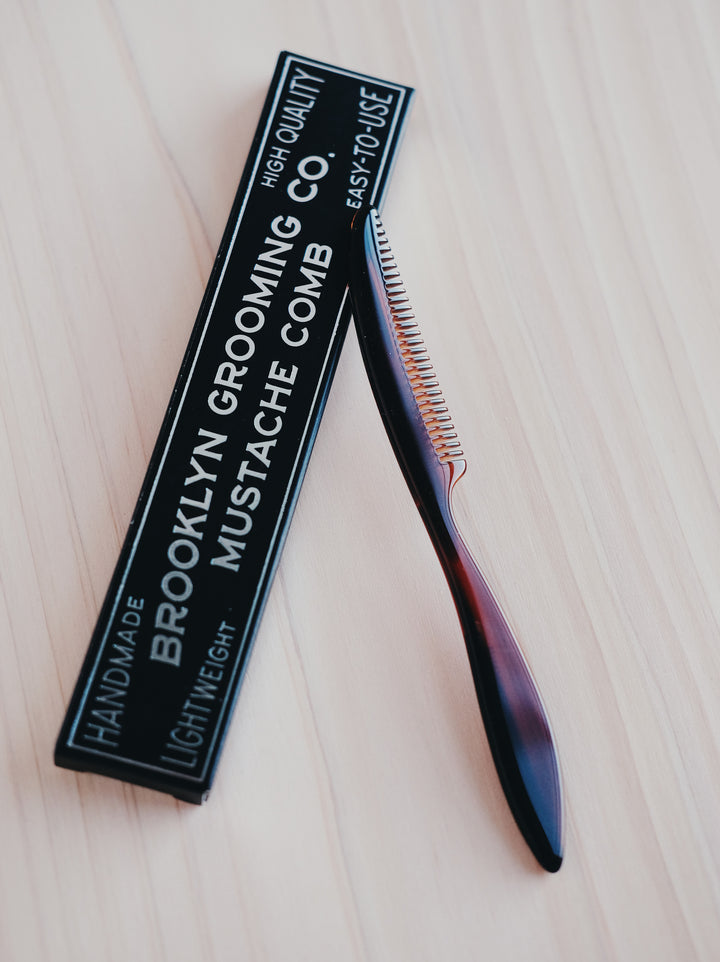 HIGH QUALITY
EASY-TO-USE
BROOKLYN GROOMING CO.
MUSTACHE COMB
HANDMADE
LIGHTWEIGHT